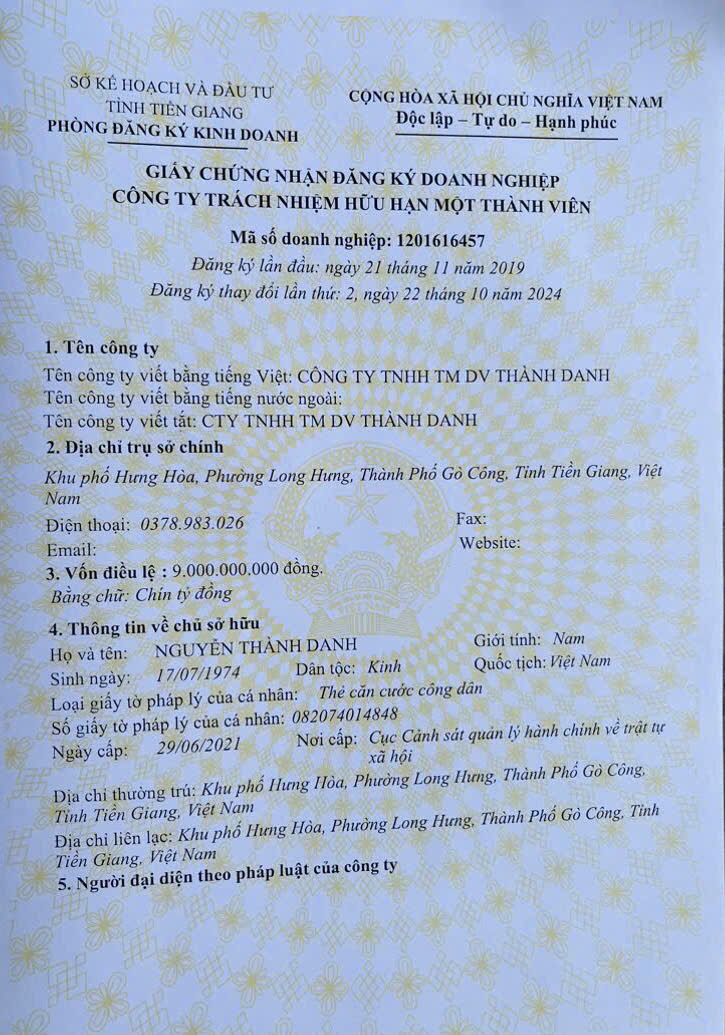 SỞ KẾ HOẠCH VÀ ĐẦU TƯ
TỈNH TIỀN GIANG
PHÒNG ĐĂNG KÝ KINH DOANH
CỘNG HÒA XÃ HỘI CHỦ NGHĨA VIỆT NAM
Độc lập – Tự do – Hạnh phúc
GIẤY CHỨNG NHẬN ĐĂNG KÝ DOANH NGHIỆP
CÔNG TY TRÁCH NHIỆM HỮU HẠN MỘT THÀNH VIÊN
Mã số doanh nghiệp: 1201616457
Đăng ký lần đầu: ngày 21 tháng 11 năm 2019
Đăng ký thay đổi lần thứ: 2, ngày 22 tháng 10 năm 2024
1. Tên công ty
Tên công ty viết bằng tiếng Việt: CÔNG TY TNHH TM DV THÀNH DANH
Tên công ty viết bằng tiếng nước ngoài:
Tên công ty viết tắt: CTY TNHH TM DV THÀNH DANH
2. Địa chỉ trụ sở chính
Khu phố Hưng Hòa, Phường Long Hưng, Thành Phố Gò Công, Tỉnh Tiền Giang, Việt
Nam
Điện thoại: 0378.983.026 Fax:
Email: Website:
3. Vốn điều lệ : 9.000.000.000 đồng.
Bằng chữ: Chín tỷ đồng
4. Thông tin về chủ sở hữu
Họ và tên: NGUYỄN THÀNH DANH Giới tính: Nam
Sinh ngày: 17/07/1974 Dân tộc: Kinh Quốc tịch: Việt Nam
Loại giấy tờ pháp lý của cá nhân: Thẻ căn cước công dân
Số giấy tờ pháp lý của cá nhân: 082074014848
Ngày cấp: 29/06/2021 Nơi cấp: Cục Cảnh sát quản lý hành chính về trật tự
xã hội
Địa chỉ thường trú: Khu phố Hưng Hòa, Phường Long Hưng, Thành Phố Gò Công,
Tỉnh Tiền Giang, Việt Nam
Địa chỉ liên lạc: Khu phố Hưng Hòa, Phường Long Hưng, Thành Phố Gò Công, Tỉnh
Tiền Giang, Việt Nam
5. Người đại diện theo pháp luật của công ty